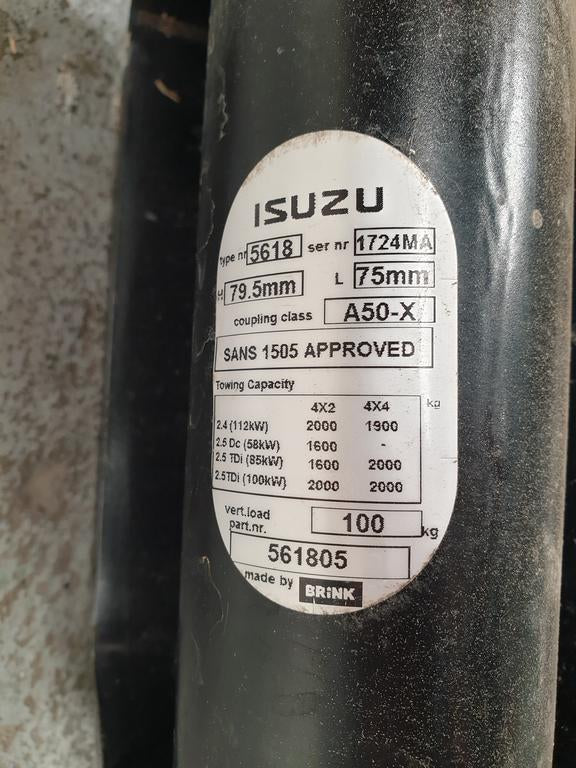 ISUZU
type nr 5618 ser nr 1724MA
H 79.5mm L 75mm
coupling class A50-X
SANS 1505 APPROVED
Towing Capacity
4X2 4X4 kg
2.4 (112kW) 2000 1900
2.5 Dc (58kW) 1600 -
2.5 TDi (85kW) 1600 2000
2.5TDi (100kW) 2000 2000
vert.load 100 kg
part.nr.
561805
made by BRINK